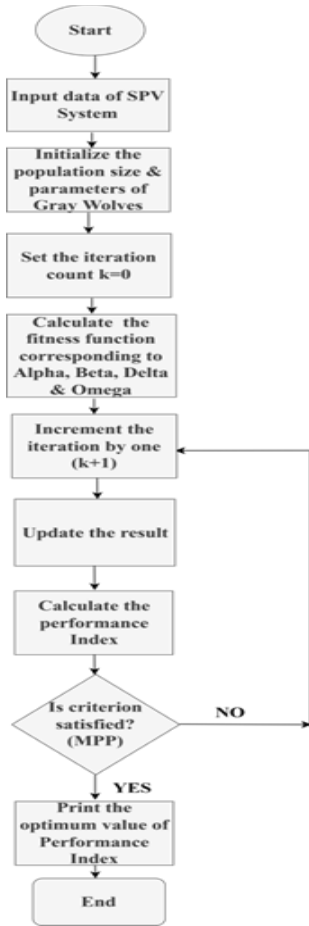 Start
Input data of SPV
System
Initialize the
population size &
parameters of
Gray Wolves
Set the iteration
count k=0
Calculate the
fitness function
corresponding to
Alpha, Beta, Delta
& Omega
Increment the
iteration by one
(k+1)
Update the result
Calculate the
performance
Index
Is criterion
satisfied?
(MPP)
NO
YES
Print the
optimum value of
Performance
Index
End